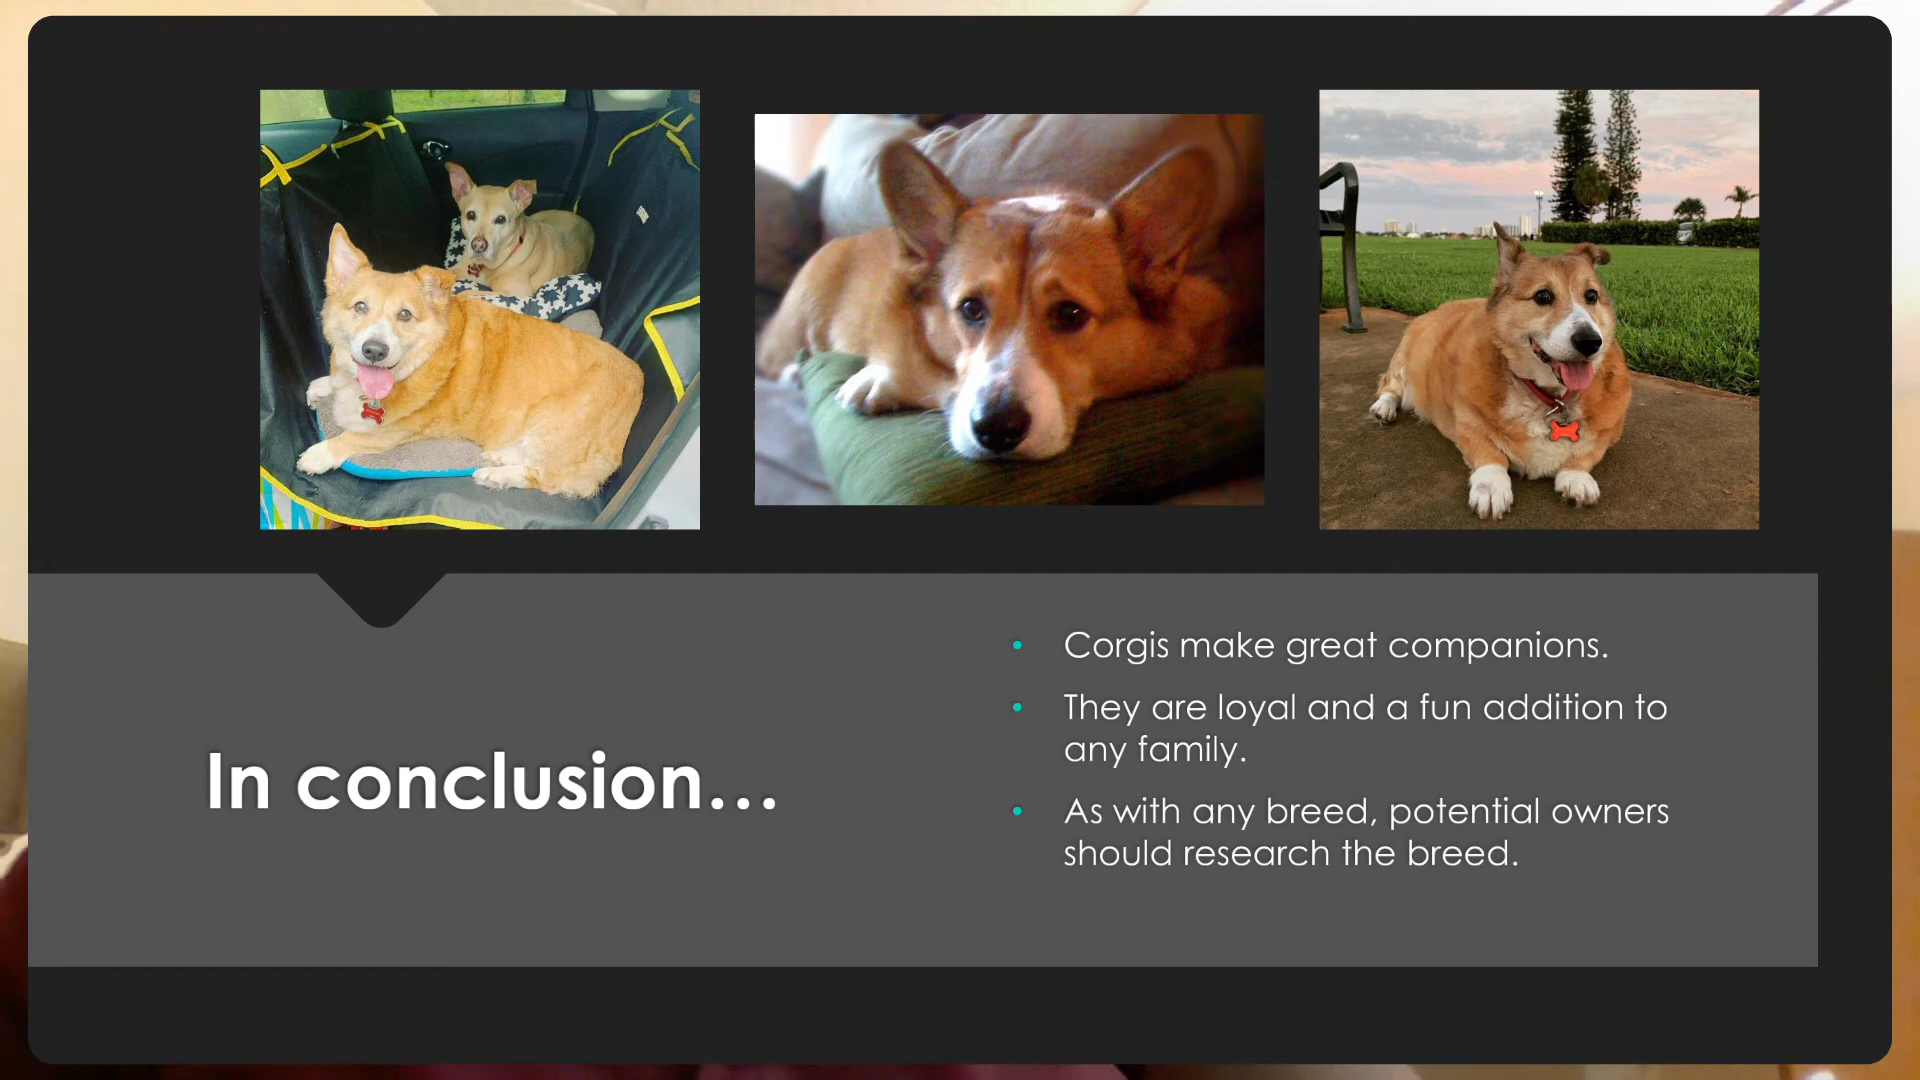 In conclusion...
• Corgis make great companions.
• They are loyal and a fun addition to
any family.
• As with any breed, potential owners
should research the breed.